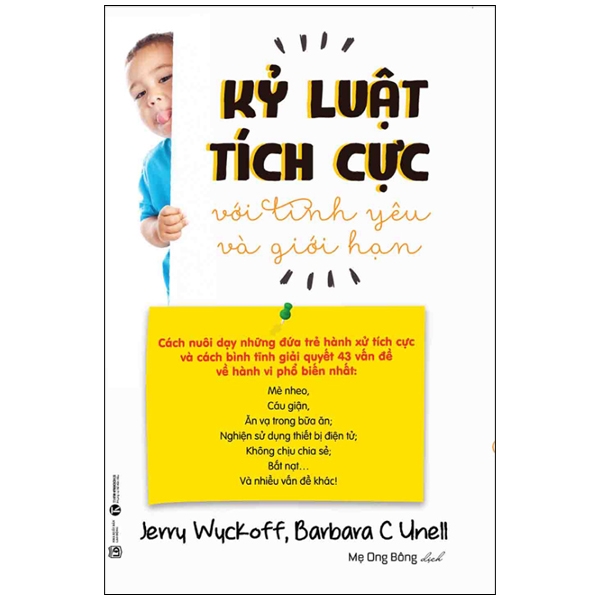 KỶ LUẬT
TÍCH CỰC
với tình yêu
và giới hạn
Cách nuôi dạy những đứa trẻ hành xử tích cực
và cách bình tĩnh giải quyết 43 vấn đề
về hành vi phổ biến nhất:
Mè nheo,
Cáu giận,
Ăn vạ trong bữa ăn;
Nghiện sử dụng thiết bị điện tử;
Không chịu chia sẻ;
Bắt nạt...
Và nhiều vấn đề khác!
Jerry Wyckoff, Barbara C Unell
Mẹ Ong Bông dịch